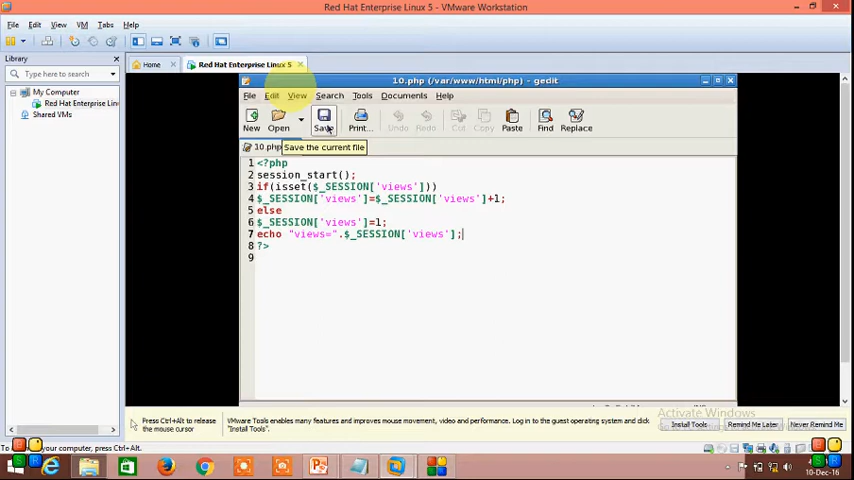 Red Hat Enterprise Linux 5 - VMware Workstation
File Edit View VM Tabs Help
Library
Type here to search
My Computer
Red Hat Enterprise Lin
Shared VMs
Home
Red Hat Enterprise Linux 5
10.php (/var/www/html/php) - gedit
File Edit View Search Tools Documents Help
New Open Save Print... Undo Redo Cut Copy Paste Find Replace
10.php
Save the current file
1 <?php
2 session_start();
3 if(isset($_SESSION['views']))
4 $_SESSION['views']=$_SESSION['views']+1;
5 else
6 $_SESSION['views']=1;
7 echo "views=".$_SESSION['views'];
8 ?>
9
Press Ctrl+Alt to release
the mouse cursor
VMware Tools enables many features and improves mouse movement, video and performance. Log in to the guest operating system and click
"Install Tools".
Activate Windows
Install Tools
Remind Me Later
Never Remind Me
your computer, press Ctrl+Alt.
10-Dec-16